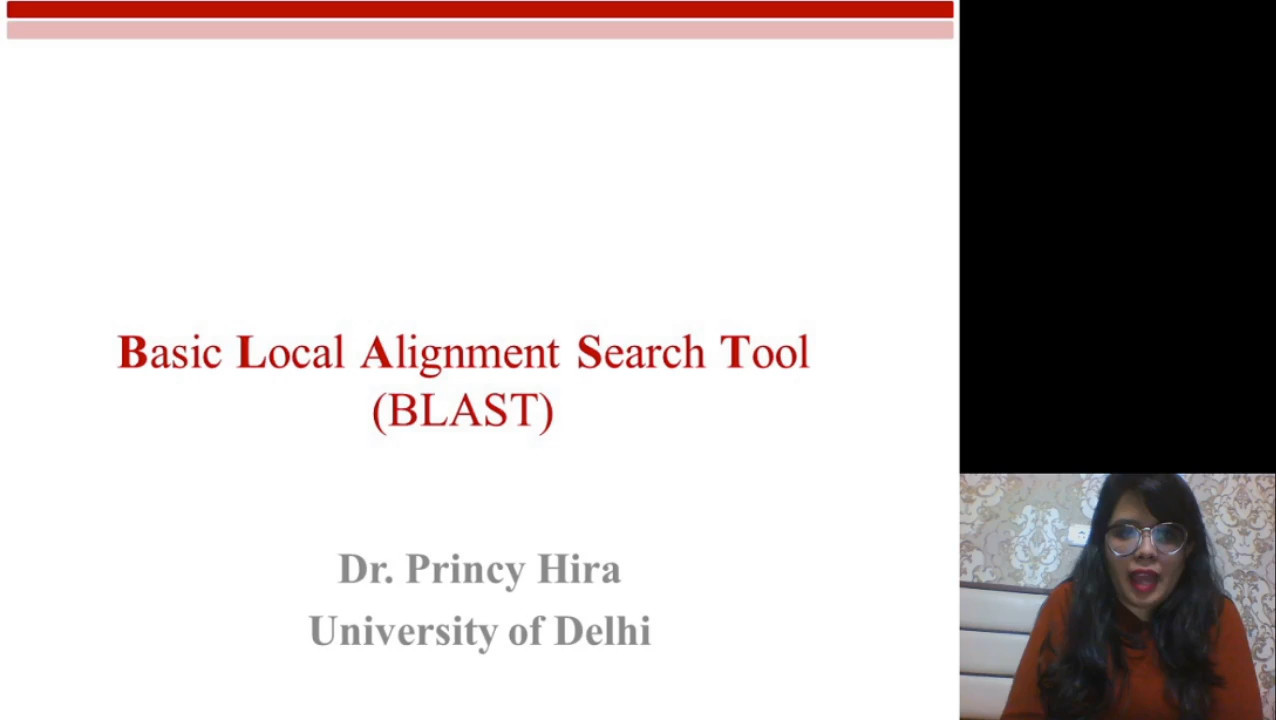 Basic Local Alignment Search Tool
(BLAST)
Dr. Princy Hira
University of Delhi